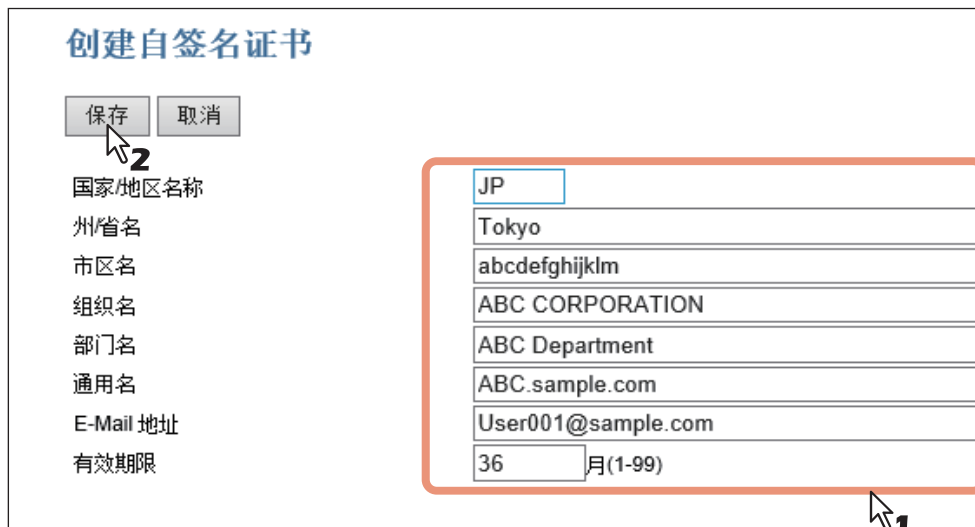 创建自签名证书
保存 取消
2
国家/地区名称 JP
州/省名 Tokyo
市区名 abcdefghijklm
组织名 ABC CORPORATION
部门名 ABC Department
通用名 ABC.sample.com
E-Mail 地址 User001@sample.com
有效期限 36 月(1-99)
1